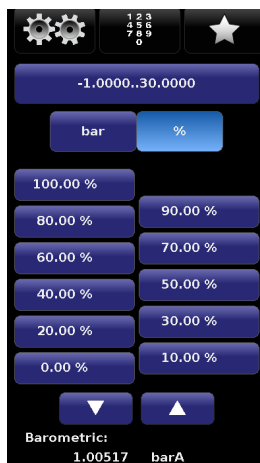 1 2 3
4 5 6
7 8 9
0
-1.0000..30.0000
bar %
100.00 %
90.00 %
80.00 %
70.00 %
60.00 %
50.00 %
40.00 %
30.00 %
20.00 %
10.00 %
0.00 %
Barometric:
1.00517 barA